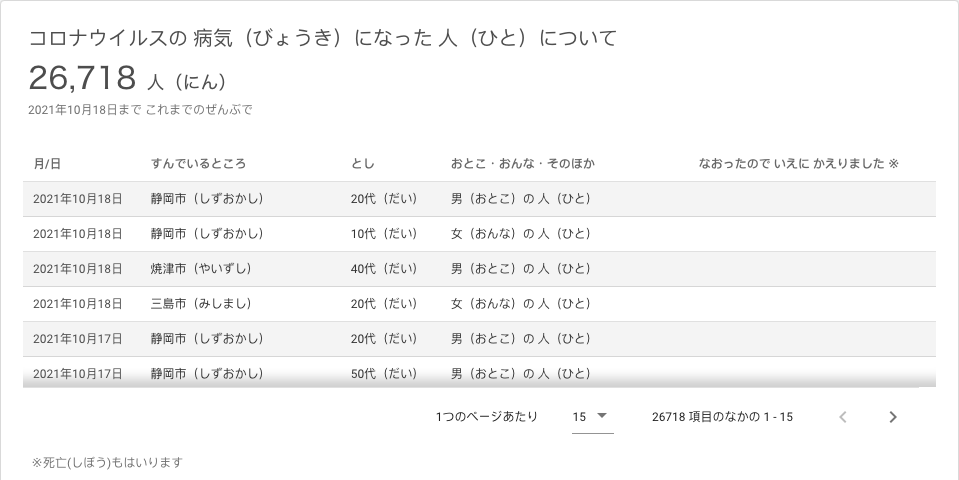 コロナウイルスの 病気（びょうき）になった 人（ひと）について
26,718 人（にん）
2021年10月18日まで これまでのぜんぶで
月/日 すんでいるところ とし おとこ・おんな・そのほか なおったので いえに かえりました ※
2021年10月18日 静岡市（しずおかし） 20代（だい） 男（おとこ）の 人（ひと）
2021年10月18日 静岡市（しずおかし） 10代（だい） 女（おんな）の 人（ひと）
2021年10月18日 焼津市（やいずし） 40代（だい） 男（おとこ）の 人（ひと）
2021年10月18日 三島市（みしまし） 20代（だい） 女（おんな）の 人（ひと）
2021年10月17日 静岡市（しずおかし） 20代（だい） 男（おとこ）の 人（ひと）
2021年10月17日 静岡市（しずおかし） 50代（だい） 男（おとこ）の 人（ひと）
1つのページあたり 15 26718 項目のなかの 1 - 15
※死亡(しぼう)もはいります